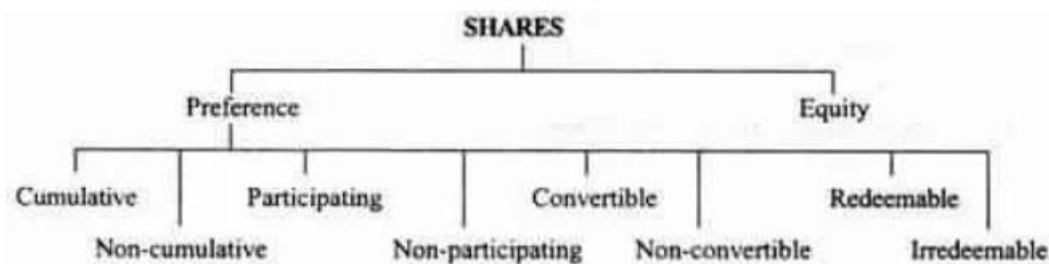 SHARES
Preference Equity
Cumulative Participating Convertible Redeemable
Non-cumulative Non-participating Non-convertible Irredeemable